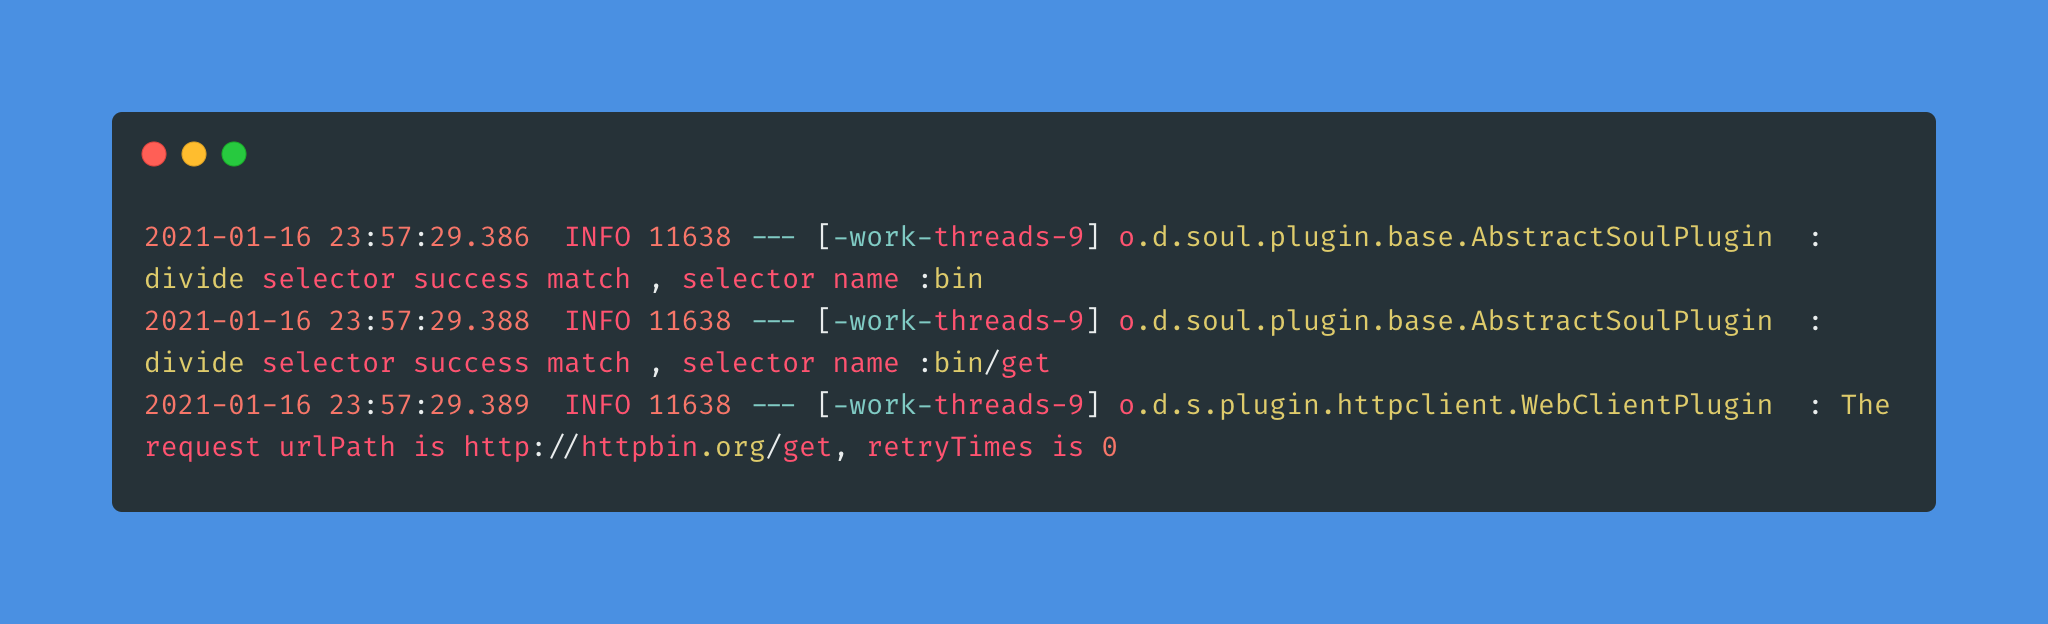 2021-01-16 23:57:29.386  INFO 11638 --- [-work-threads-9] o.d.soul.plugin.base.AbstractSoulPlugin  :
divide selector success match , selector name :bin
2021-01-16 23:57:29.388  INFO 11638 --- [-work-threads-9] o.d.soul.plugin.base.AbstractSoulPlugin  :
divide selector success match , selector name :bin/get
2021-01-16 23:57:29.389  INFO 11638 --- [-work-threads-9] o.d.s.plugin.httpclient.WebClientPlugin  : The
request urlPath is http://httpbin.org/get, retryTimes is 0